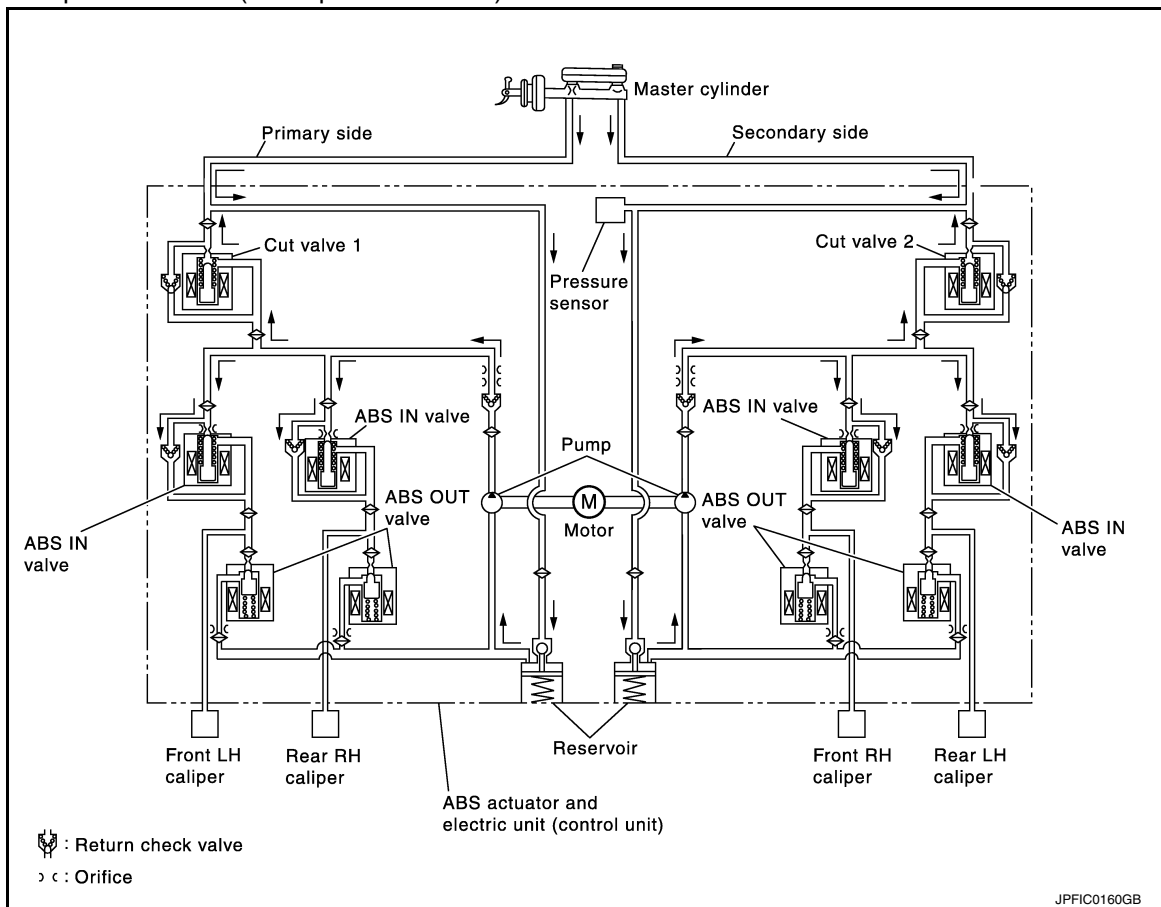 Master cylinder
Primary side
Secondary side
Cut valve 1
Cut valve 2
Pressure
sensor
ABS IN valve
ABS IN valve
Pump
ABS OUT
valve
M
Motor
ABS OUT
valve
ABS IN
valve
ABS IN
valve
Reservoir
Front LH
caliper
Rear RH
caliper
Front RH
caliper
Rear LH
caliper
ABS actuator and
electric unit (control unit)
: Return check valve
: Orifice
JPFIC0160GB